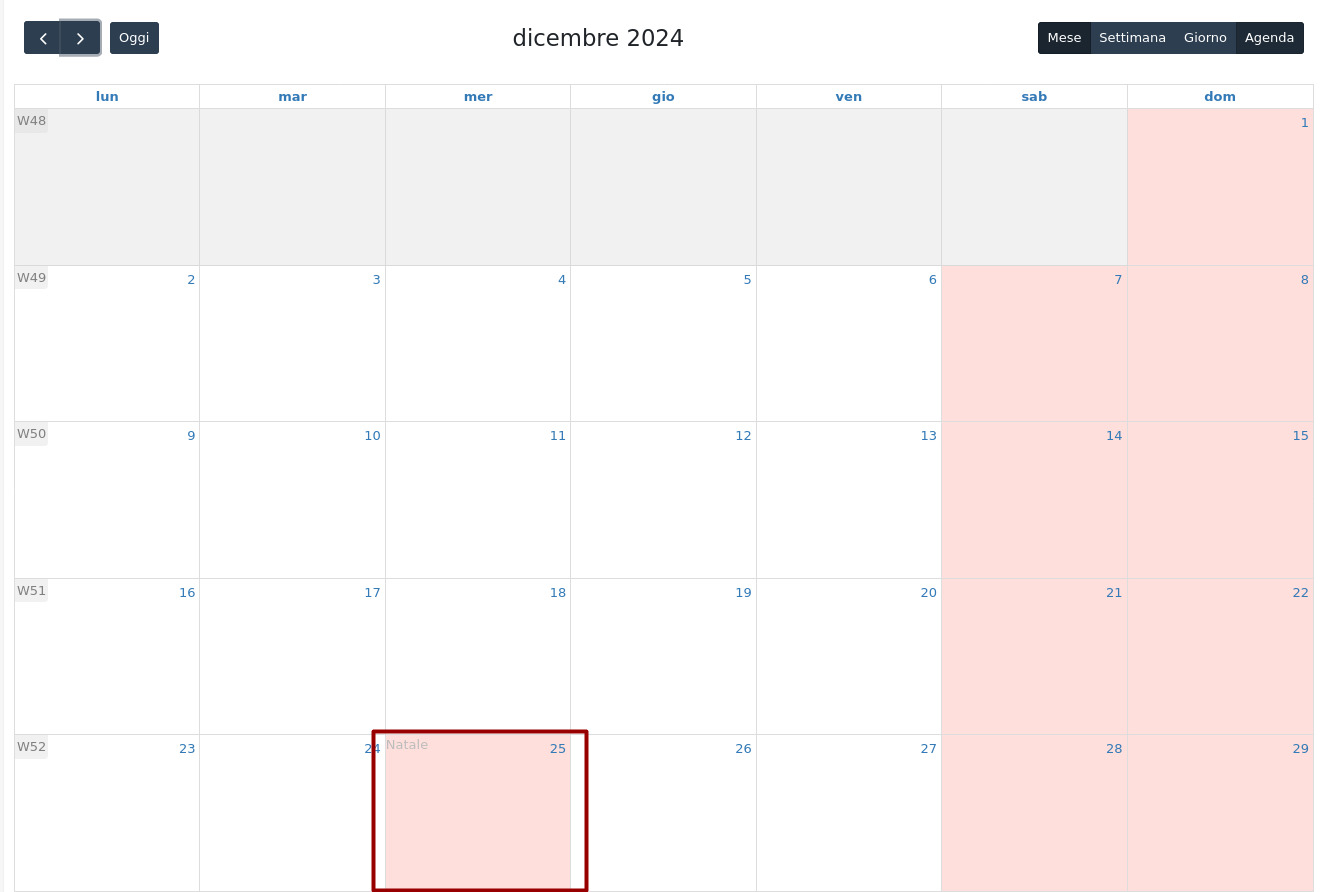 Oggi
dicembre 2024
Mese Settimana Giorno Agenda
lun mar mer gio ven sab dom
W48 1
W49 2 3 4 5 6 7 8
W50 9 10 11 12 13 14 15
W51 16 17 18 19 20 21 22
W52 23 24 Natale 25 26 27 28 29